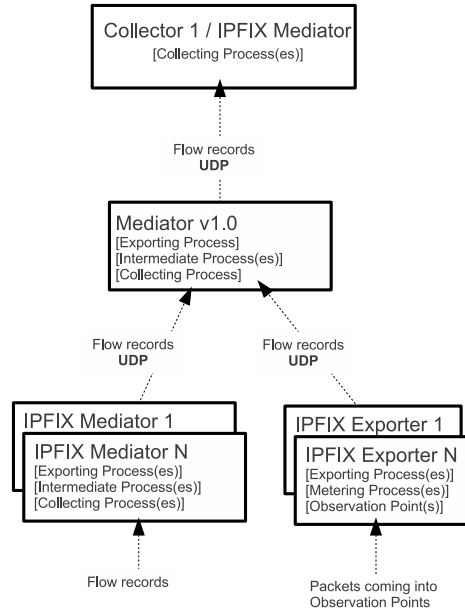 Collector 1 / IPFIX Mediator
[Collecting Process(es)]
Flow records
UDP
Mediator v1.0
[Exporting Process]
[Intermediate Process(es)]
[Collecting Process]
Flow records
UDP
Flow records
UDP
IPFIX Mediator 1
IPFIX Mediator N
[Exporting Process(es)]
[Intermediate Process(es)]
[Collecting Process(es)]
IPFIX Exporter 1
IPFIX Exporter N
[Exporting Process(es)]
[Metering Process(es)]
[Observation Point(s)]
Flow records
Packets coming into
Observation Points